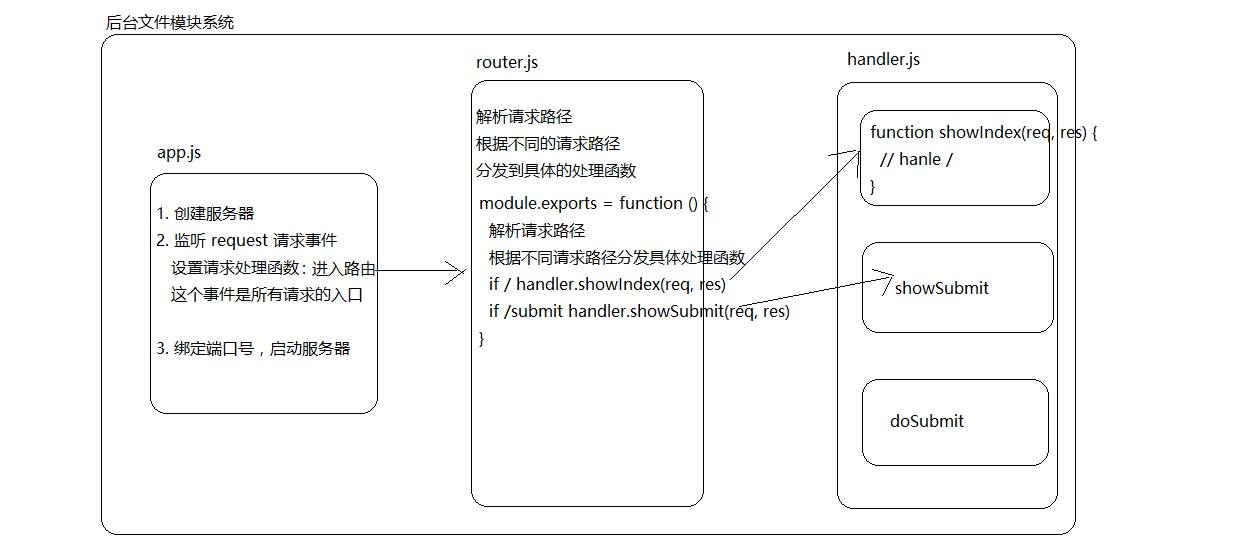 后台文件模块系统
app.js
1. 创建服务器
2. 监听 request 请求事件
设置请求处理函数：进入路由
这个事件是所有请求的入口
3. 绑定端口号，启动服务器
router.js
解析请求路径
根据不同的请求路径
分发到具体的处理函数
module.exports = function () {
解析请求路径
根据不同请求路径分发具体处理函数
if / handler.showIndex(req, res)
if /submit handler.showSubmit(req, res)
}
handler.js
function showIndex(req, res) {
// hanle /
}
showSubmit
doSubmit